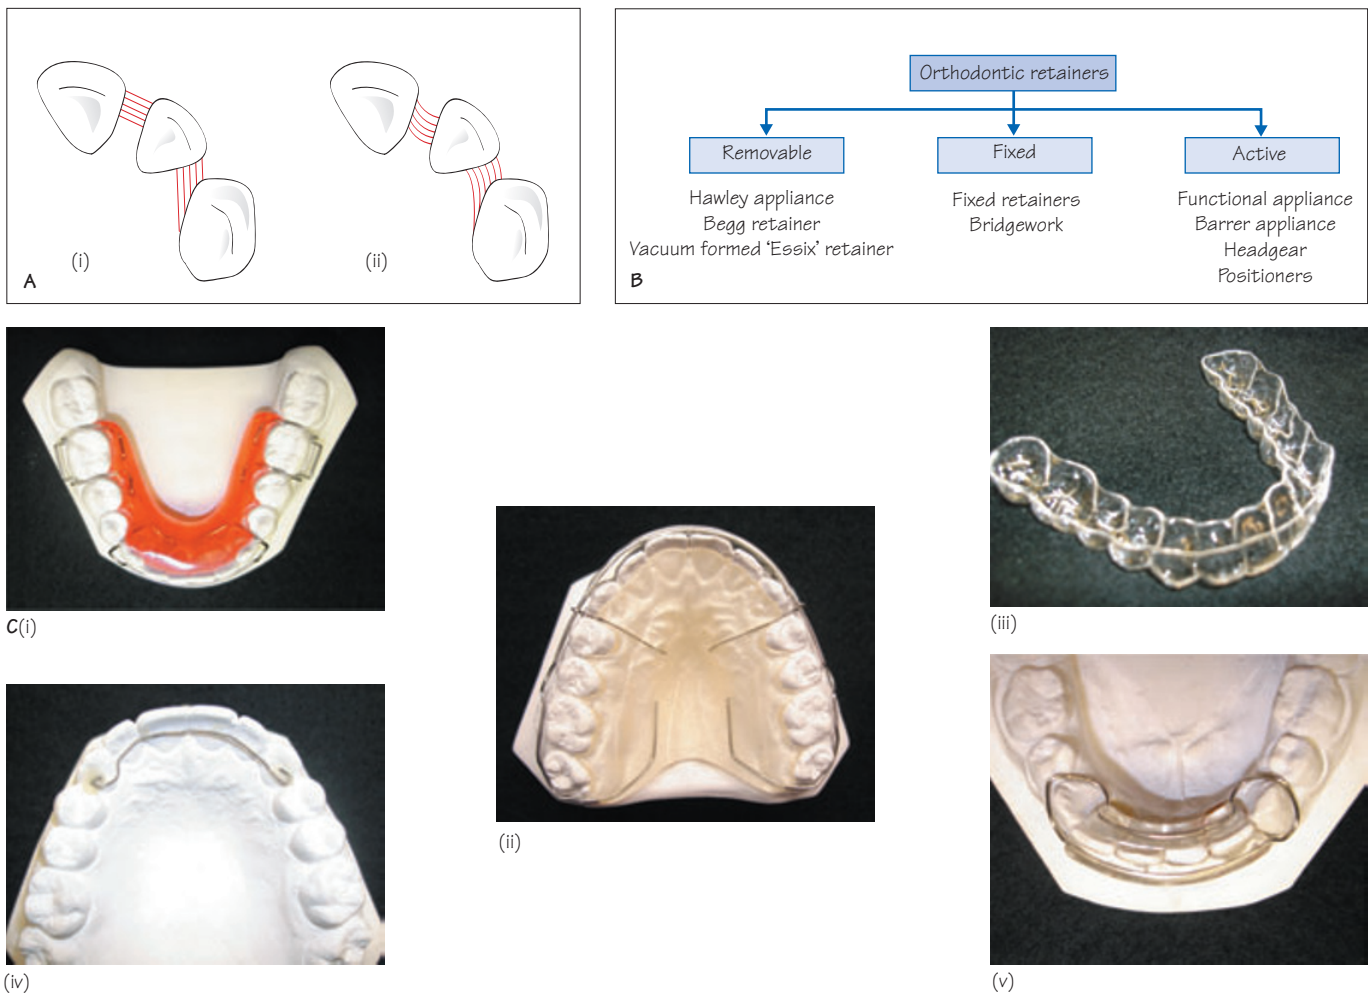 (i)
(ii)
A
Orthodontic retainers
Removable
Fixed
Active
Hawley appliance
Begg retainer
Vacuum formed ‘Essix’ retainer
Fixed retainers
Bridgework
Functional appliance
Barrer appliance
Headgear
Positioners
B
C(i)
(ii)
(iii)
(iv)
(v)